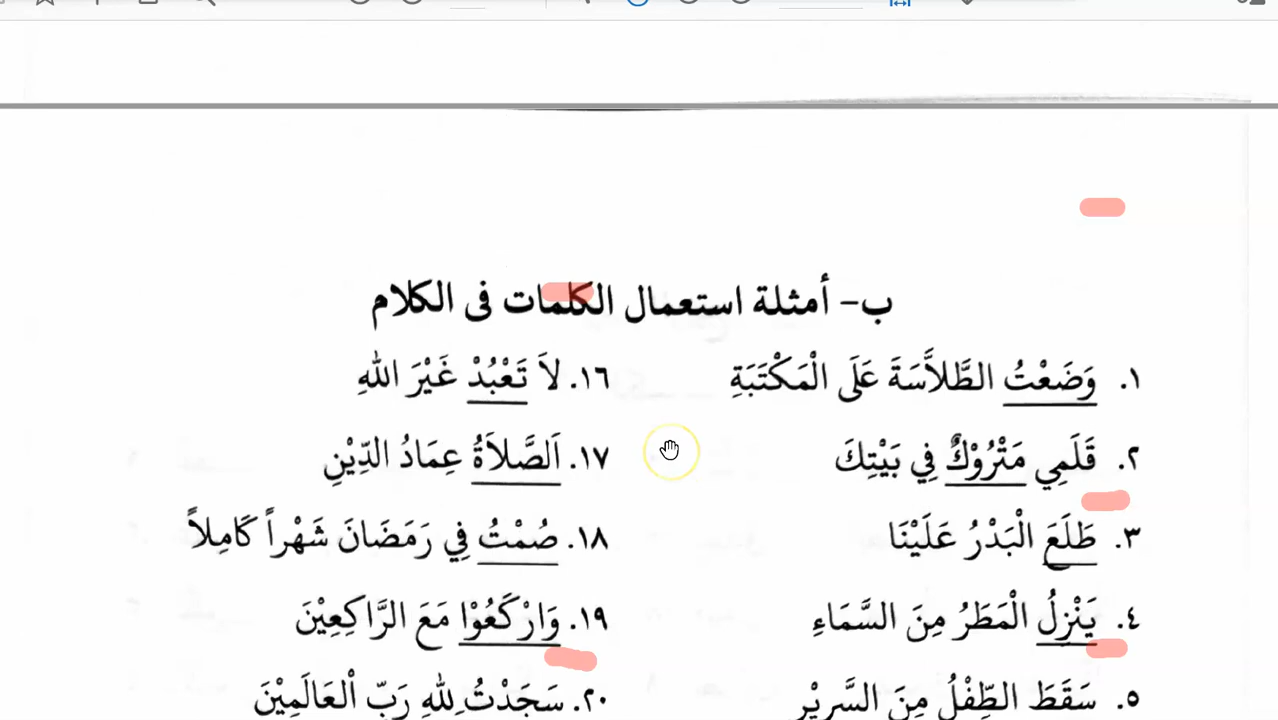 ب- أمثلة استعمال الكلمات فى الكلام
١. وَضَعْتُ الطَّلاَّسَةَ عَلَى الْمَكْتَبَةِ
٢. قَلَمِي مَتْرُوْكٌ فِي بَيْتِكَ
٣. طَلَعَ الْبَدْرُ عَلَيْنَا
٤. يَنْزِلُ الْمَطَرُ مِنَ السَّمَاءِ
٥. سَقَطَ الطِّفْلُ مِنَ السَّرِيْرِ
١٦. لاَ تَعْبُدْ غَيْرَ اللهِ
١٧. اَلصَّلاَةُ عِمَادُ الدِّيْنِ
١٨. صُمْتُ فِي رَمَضَانَ شَهْراً كَامِلاً
١٩. وَارْكَعُوْا مَعَ الرَّاكِعِيْنَ
٢٠. سَجَدْتُ لِلهِ رَبِّ الْعَالَمِيْنَ